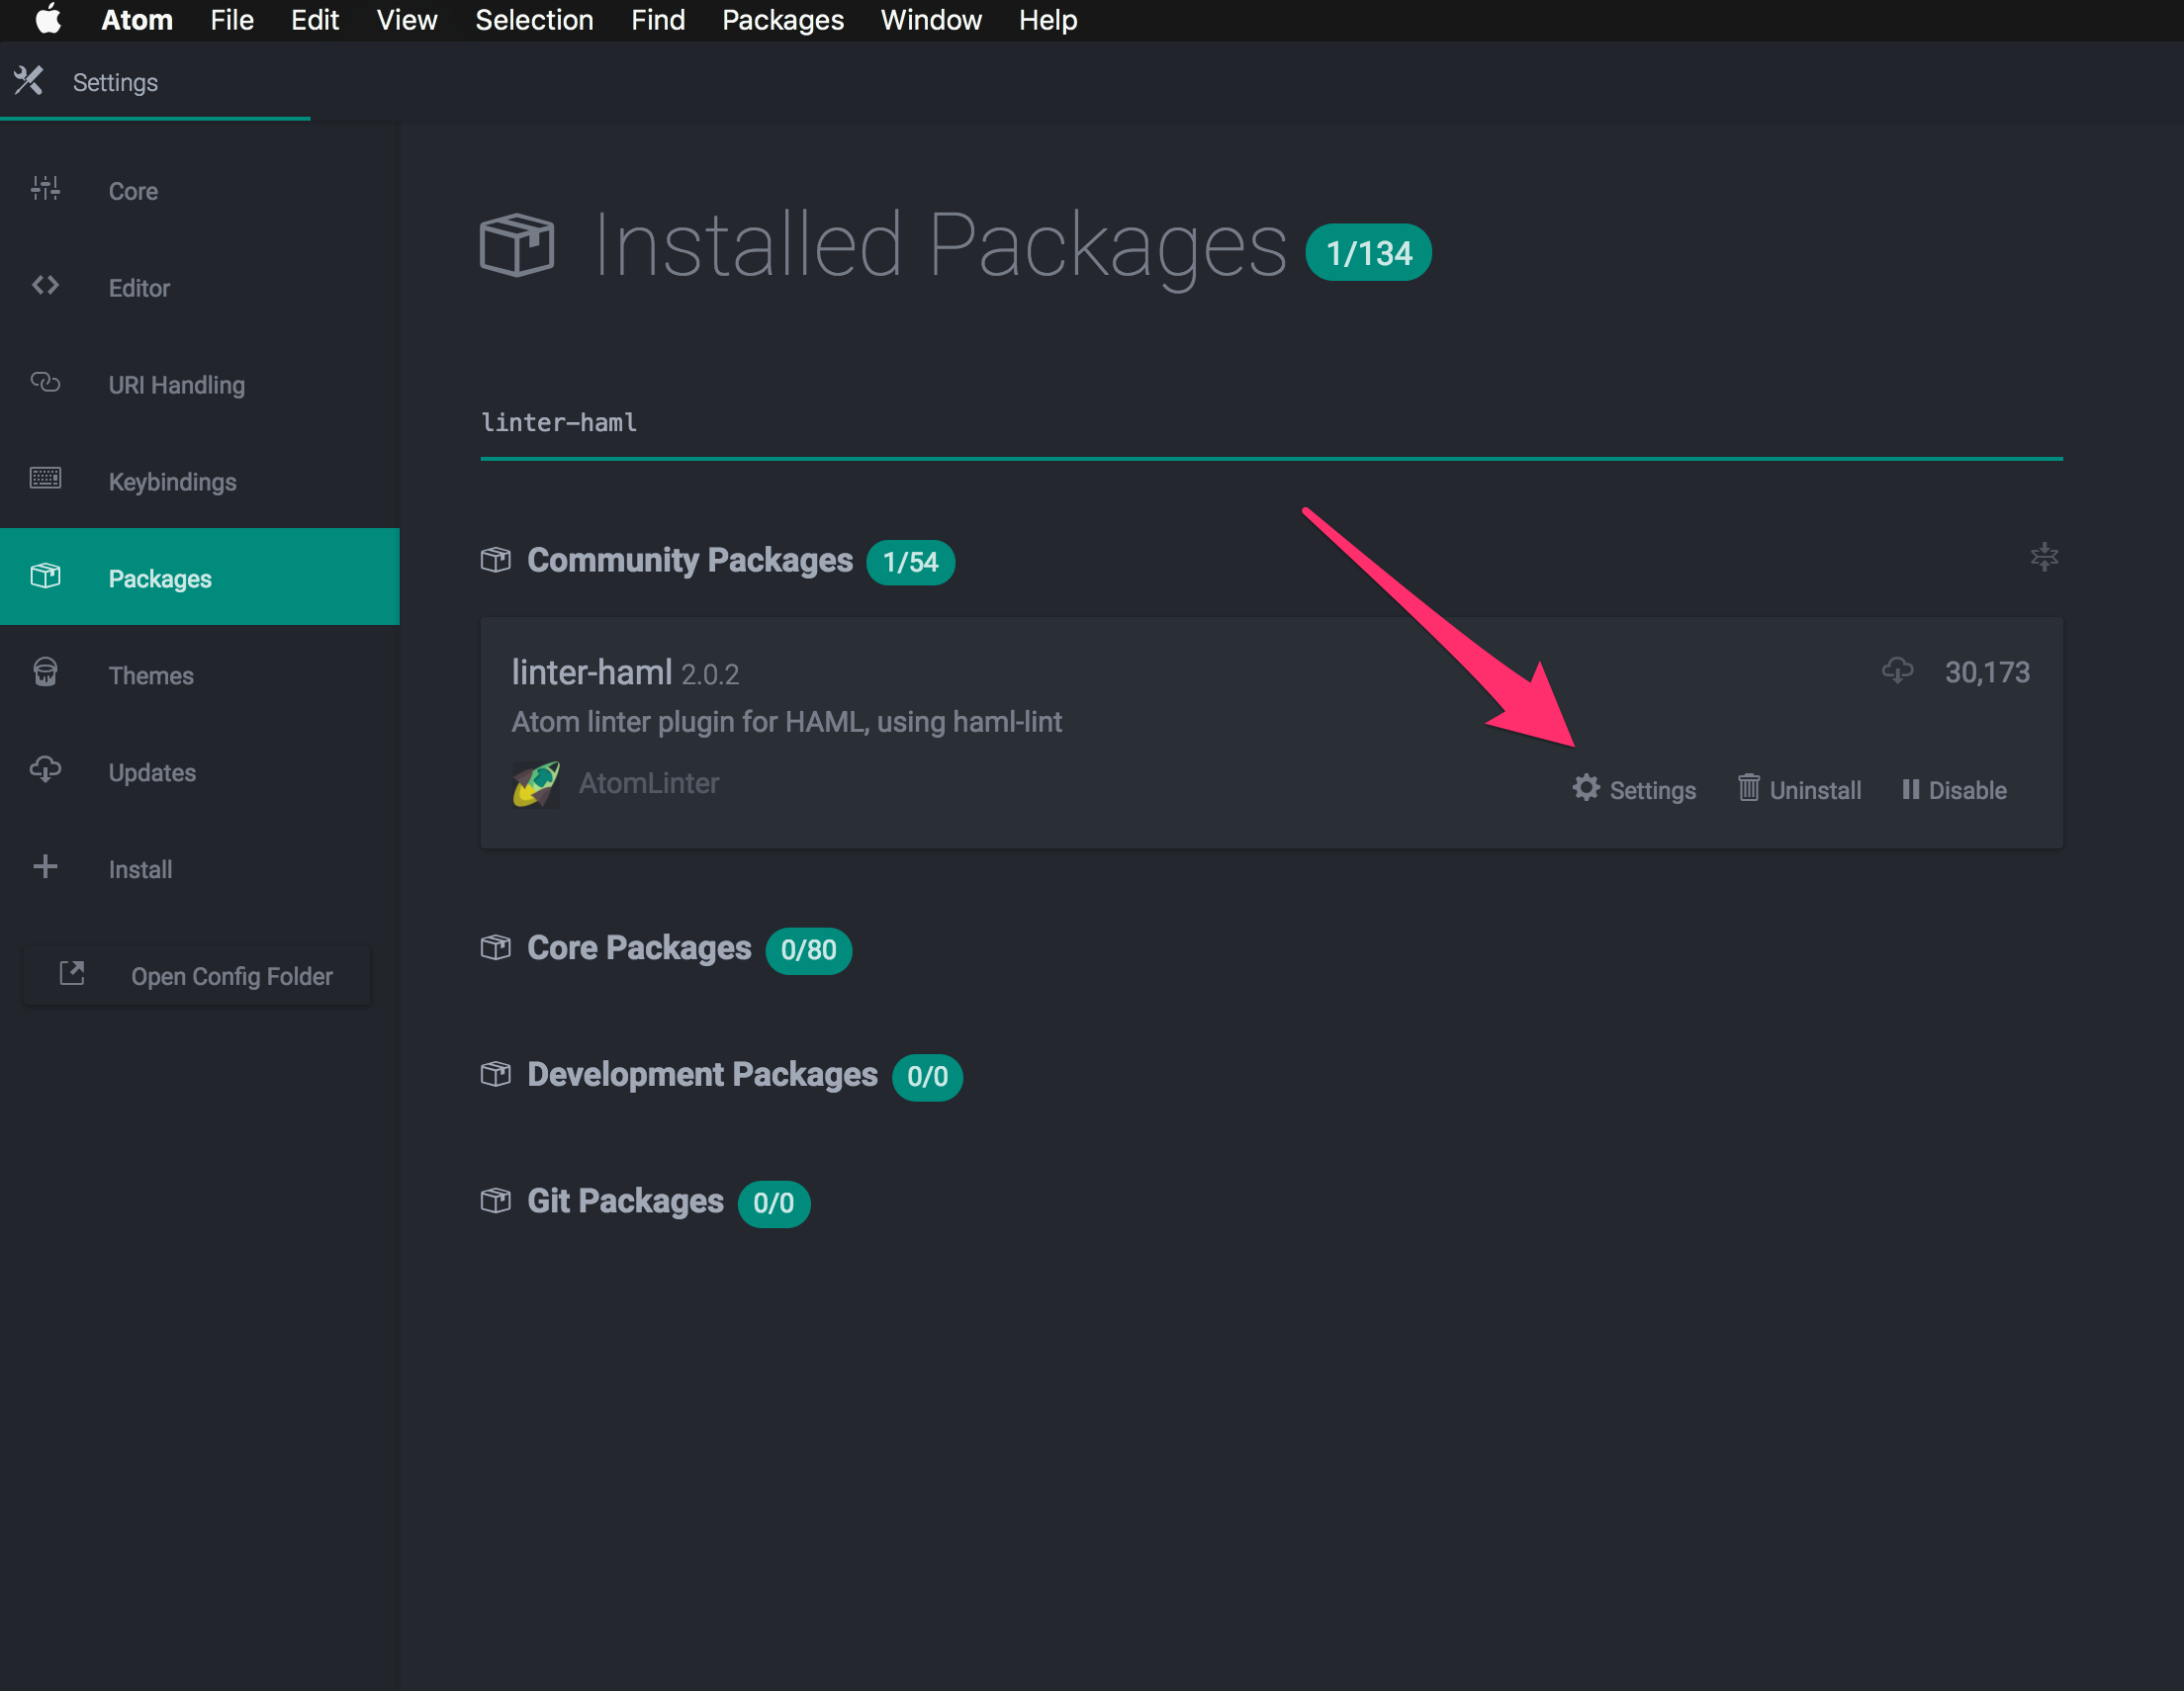 Atom File Edit View Selection Find Packages Window Help
Settings
Core
Editor
URI Handling
Keybindings
Packages
Themes
Updates
Install
Open Config Folder
Installed Packages 1/134
linter-haml
Community Packages 1/54
linter-haml 2.0.2
30,173
Atom linter plugin for HAML, using haml-lint
AtomLinter
Settings Uninstall Disable
Core Packages 0/80
Development Packages 0/0
Git Packages 0/0